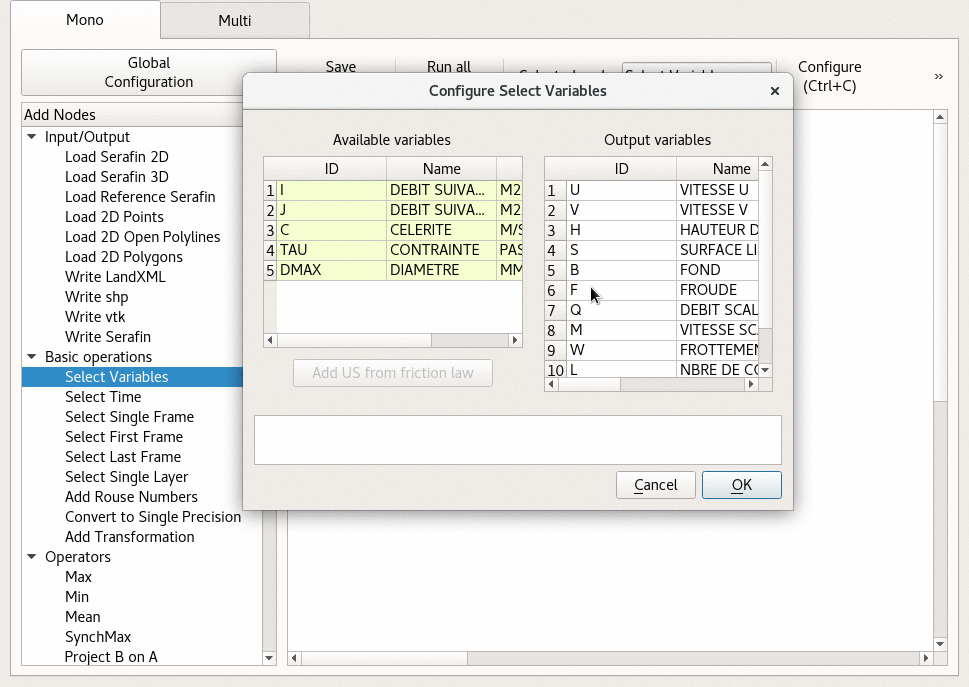 Mono
Multi
Global
Configuration
Save
Run all
Configure
(Ctrl+C)
»
Add Nodes
Input/Output
Load Serafin 2D
Load Serafin 3D
Load Reference Serafin
Load 2D Points
Load 2D Open Polylines
Load 2D Polygons
Write LandXML
Write shp
Write vtk
Write Serafin
Basic operations
Select Variables
Select Time
Select Single Frame
Select First Frame
Select Last Frame
Select Single Layer
Add Rouse Numbers
Convert to Single Precision
Add Transformation
Operators
Max
Min
Mean
SynchMax
Project B on A
Configure Select Variables
Available variables
ID Name
1 I DEBIT SUIVA... M2
2 J DEBIT SUIVA... M2
3 C CELERITE M/S
4 TAU CONTRAINTE PAS
5 DMAX DIAMETRE MM
Add US from friction law
Output variables
ID Name
1 U VITESSE U
2 V VITESSE V
3 H HAUTEUR D
4 S SURFACE LI
5 B FOND
6 F FROUDE
7 Q DEBIT SCAL
8 M VITESSE SC
9 W FROTTEMEN
10 L NBRE DE CO
Cancel
OK